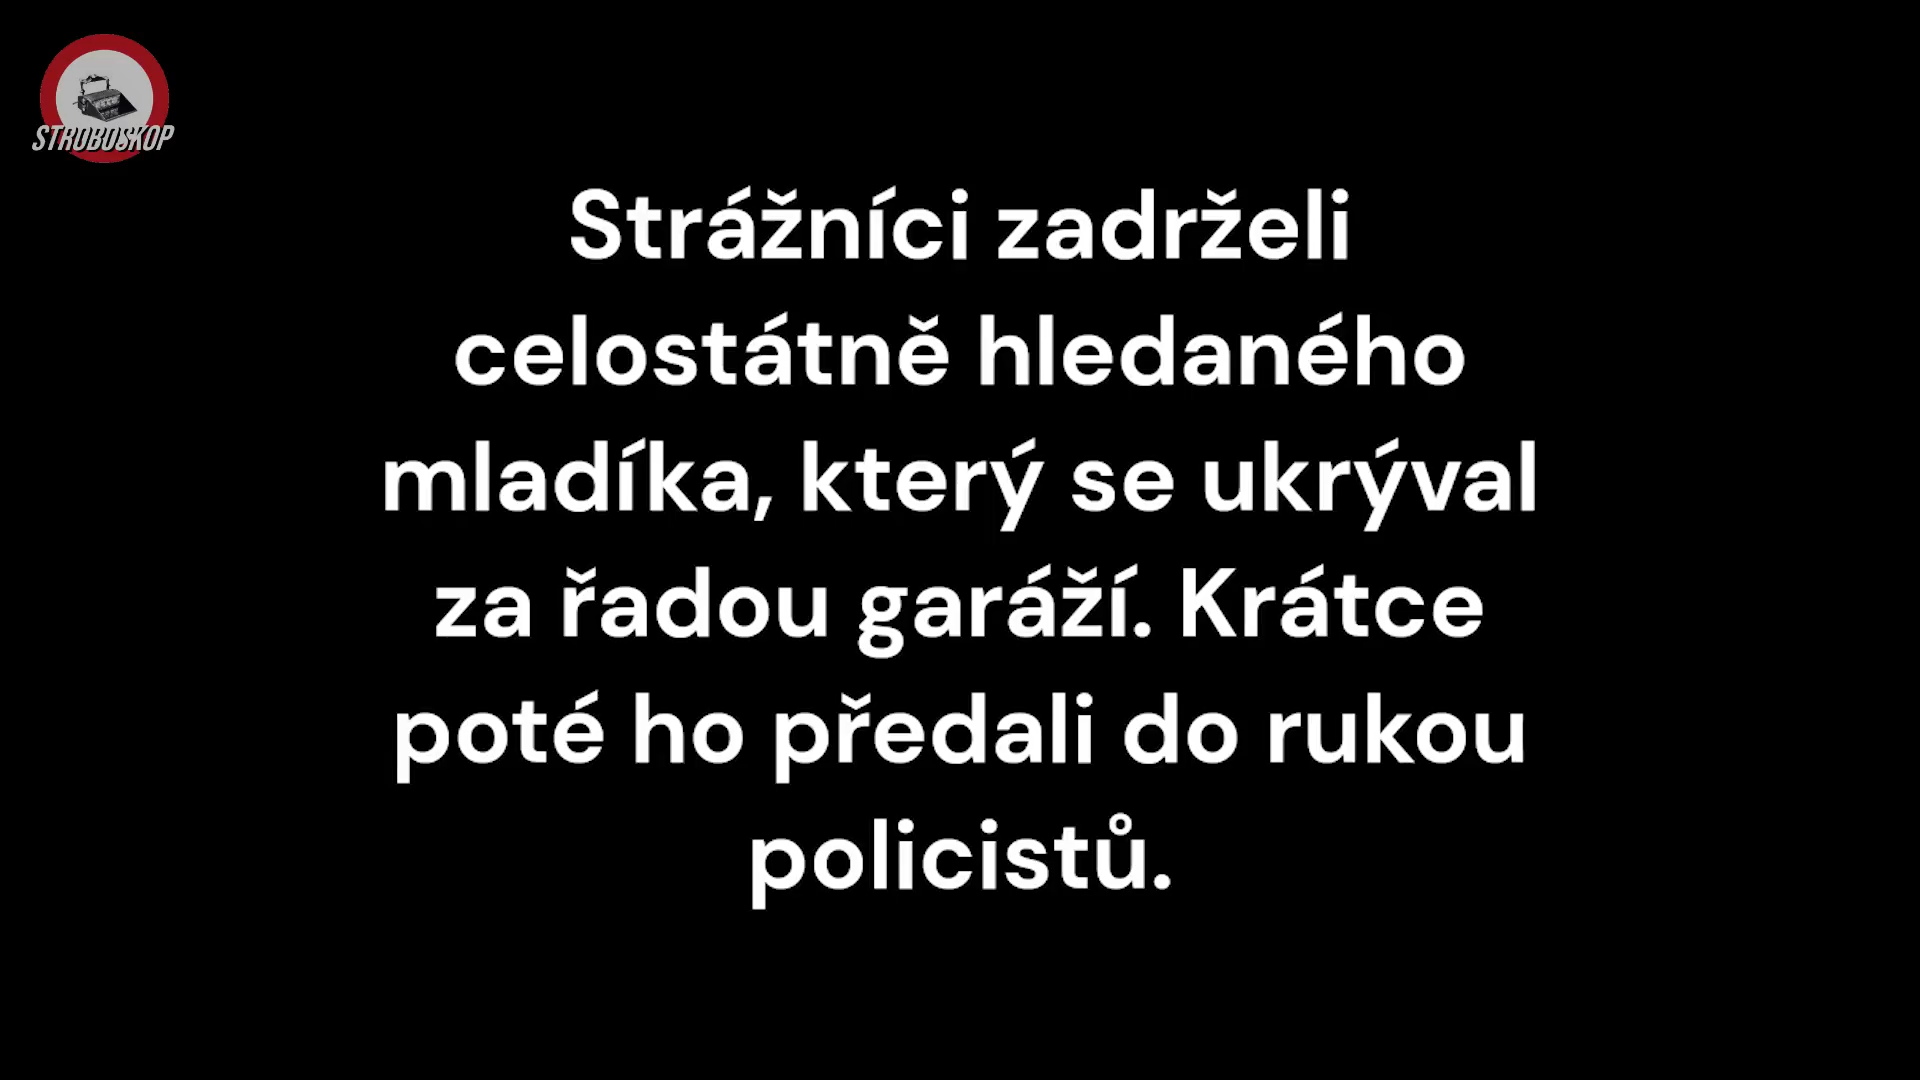 STROBOSKOP
Strážníci zadrželi
celostátně hledaného
mladíka, který se ukrýval
za řadou garáží. Krátce
poté ho předali do rukou
policistů.